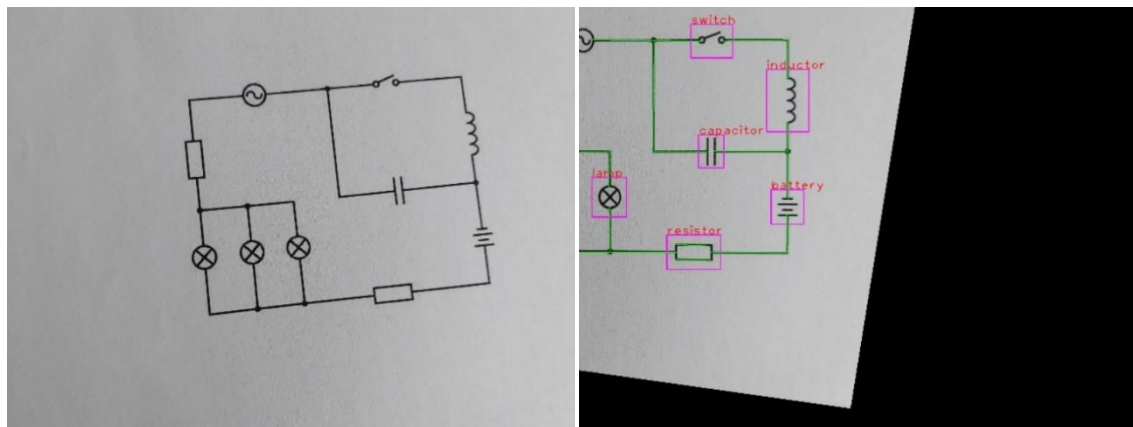 switch
inductor
capacitor
lamp
battery
resistor